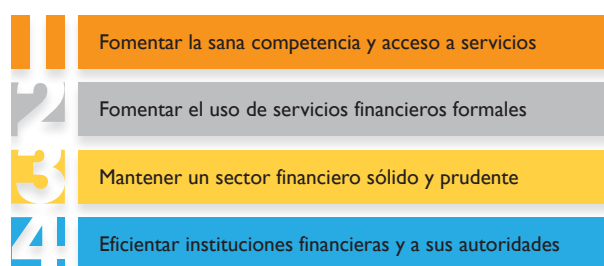 1 Fomentar la sana competencia y acceso a servicios
2 Fomentar el uso de servicios financieros formales
3 Mantener un sector financiero sólido y prudente
4 Eficientar instituciones financieras y a sus autoridades